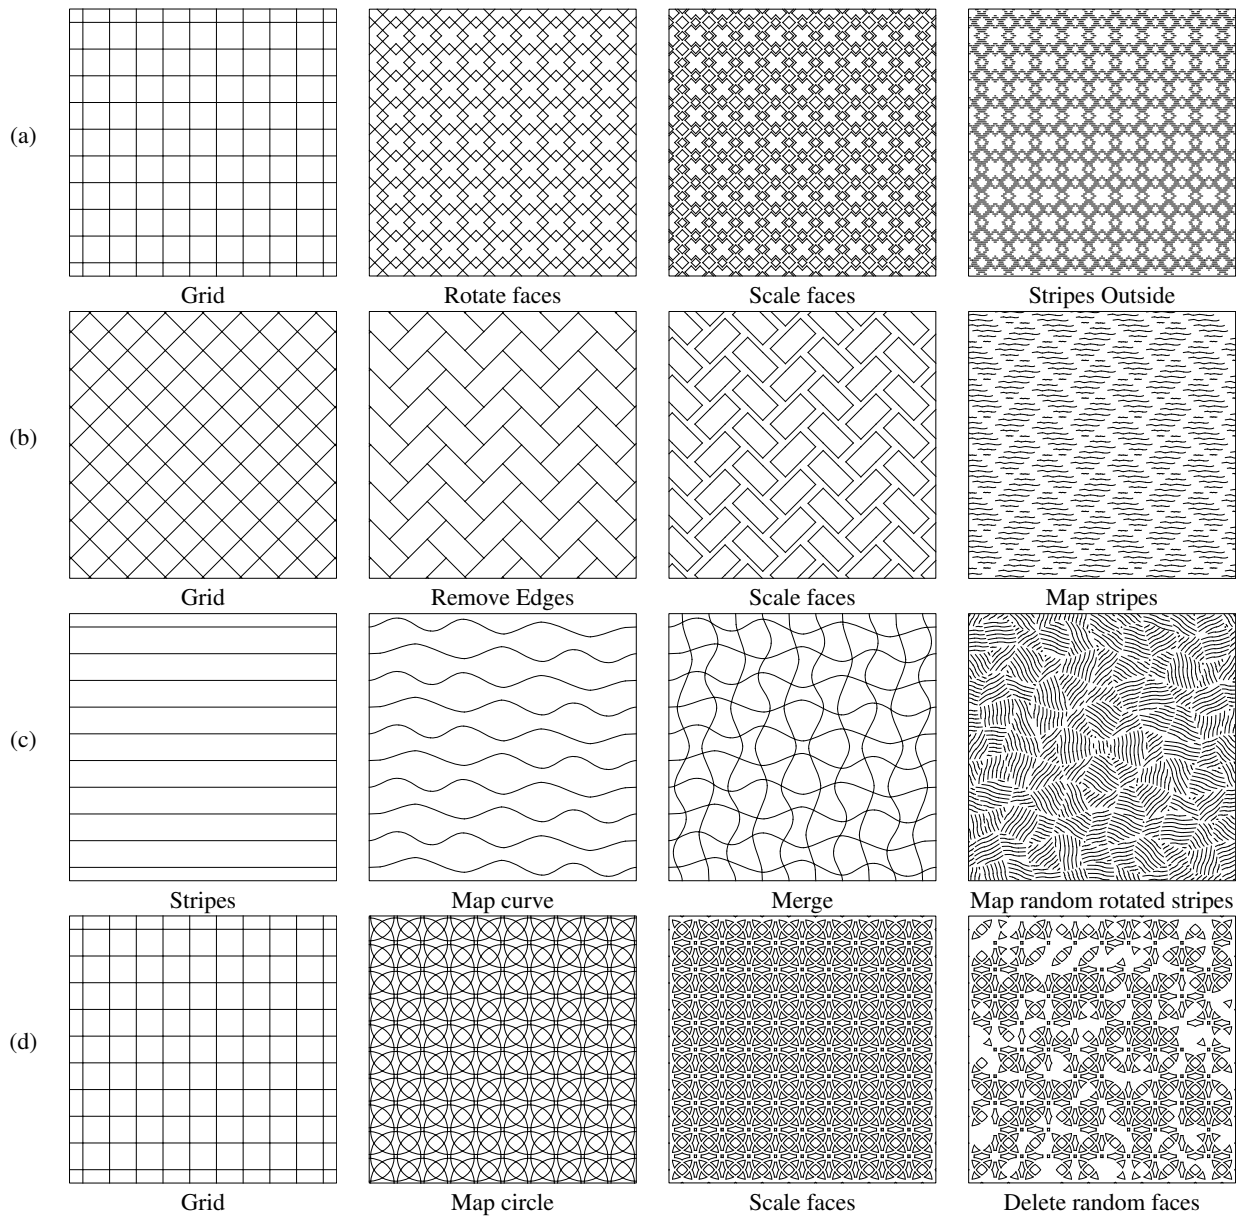 (a)
Grid
Rotate faces
Scale faces
Stripes Outside
(b)
Grid
Remove Edges
Scale faces
Map stripes
(c)
Stripes
Map curve
Merge
Map random rotated stripes
(d)
Grid
Map circle
Scale faces
Delete random faces